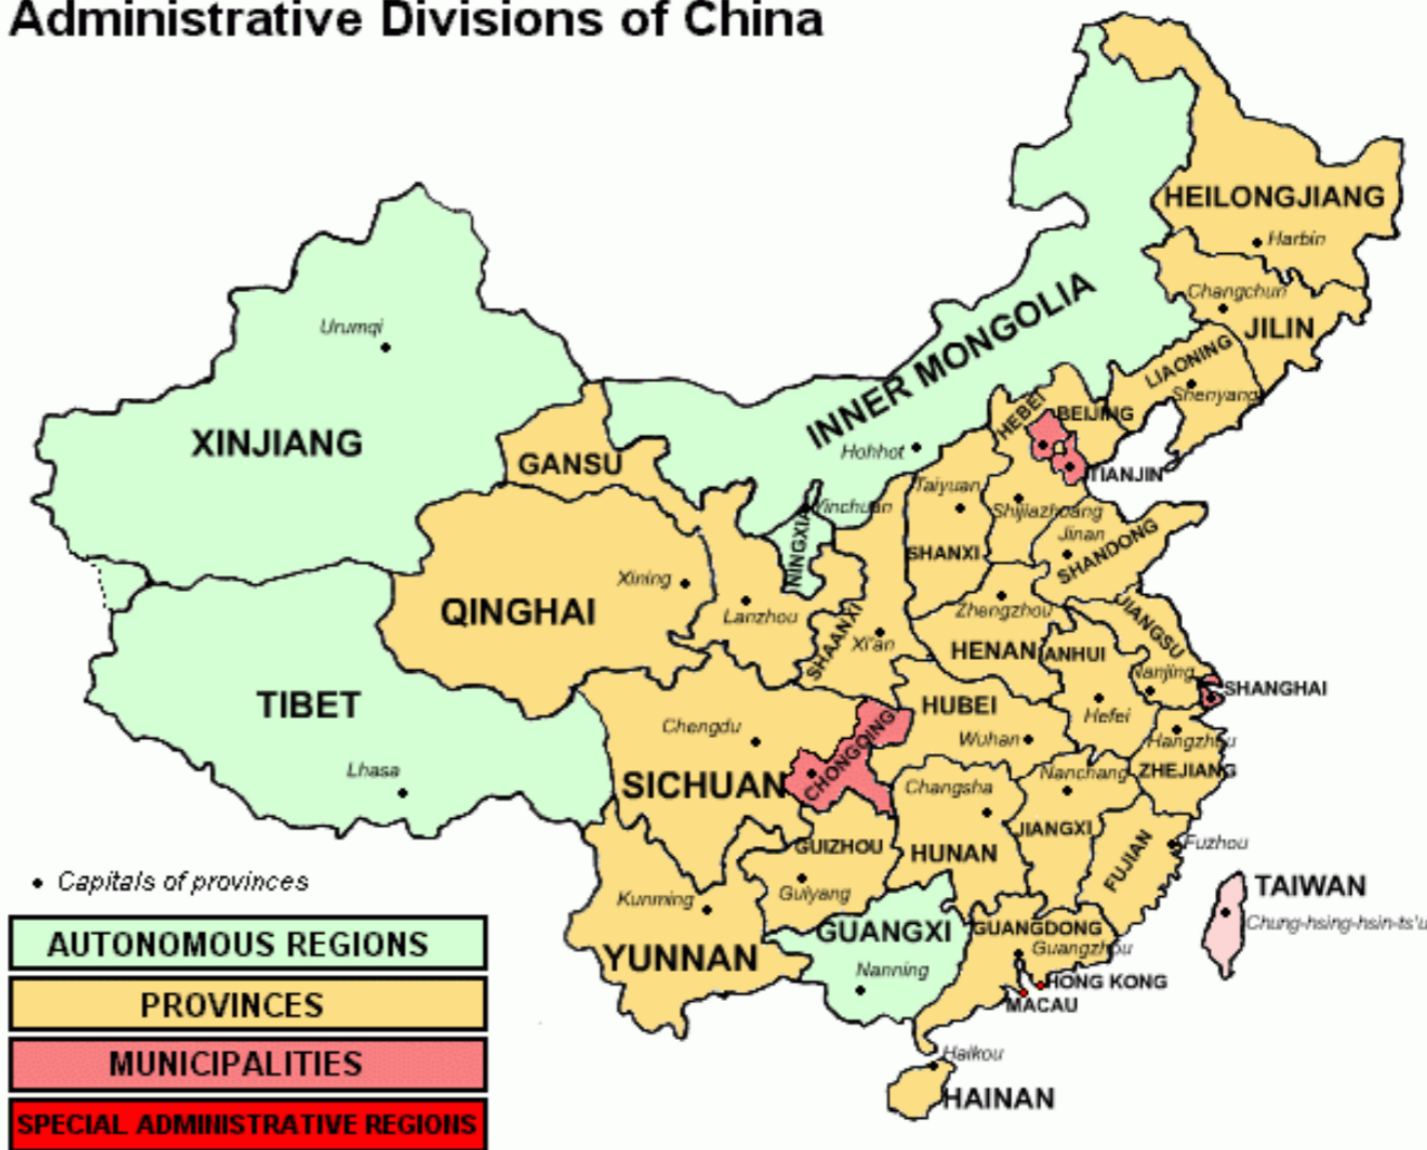 Administrative Divisions of China
HEILONGJIANG
Harbin
Changchun
JILIN
LIAONING
Shenyang
INNER MONGOLIA
Hohhot
Urumqi
XINJIANG
GANSU
HEBEI
BEIJING
TIANJIN
Taiyuan
Shijiazhuang
Yinchuan
NINGXIA
SHANXI
Jinan
SHANDONG
Xining
QINGHAI
Lanzhou
SHAANXI
Xi'an
Zhengzhou
HENAN
ANHUI
JIANGSU
Nanjing
SHANGHAI
TIBET
Lhasa
Chengdu
SICHUAN
CHONGQING
HUBEI
Wuhan
Hefei
Hangzhou
ZHEJIANG
Changsha
Nanchang
HUNAN
JIANGXI
FUJIAN
Fuzhou
GUIZHOU
Guiyang
Kunming
YUNNAN
GUANGXI
Nanning
GUANGDONG
Guangzhou
HONG KONG
MACAU
TAIWAN
Chung-hsing-hsin-ts'u
Haikou
HAINAN
Capitals of provinces
AUTONOMOUS REGIONS
PROVINCES
MUNICIPALITIES
SPECIAL ADMINISTRATIVE REGIONS